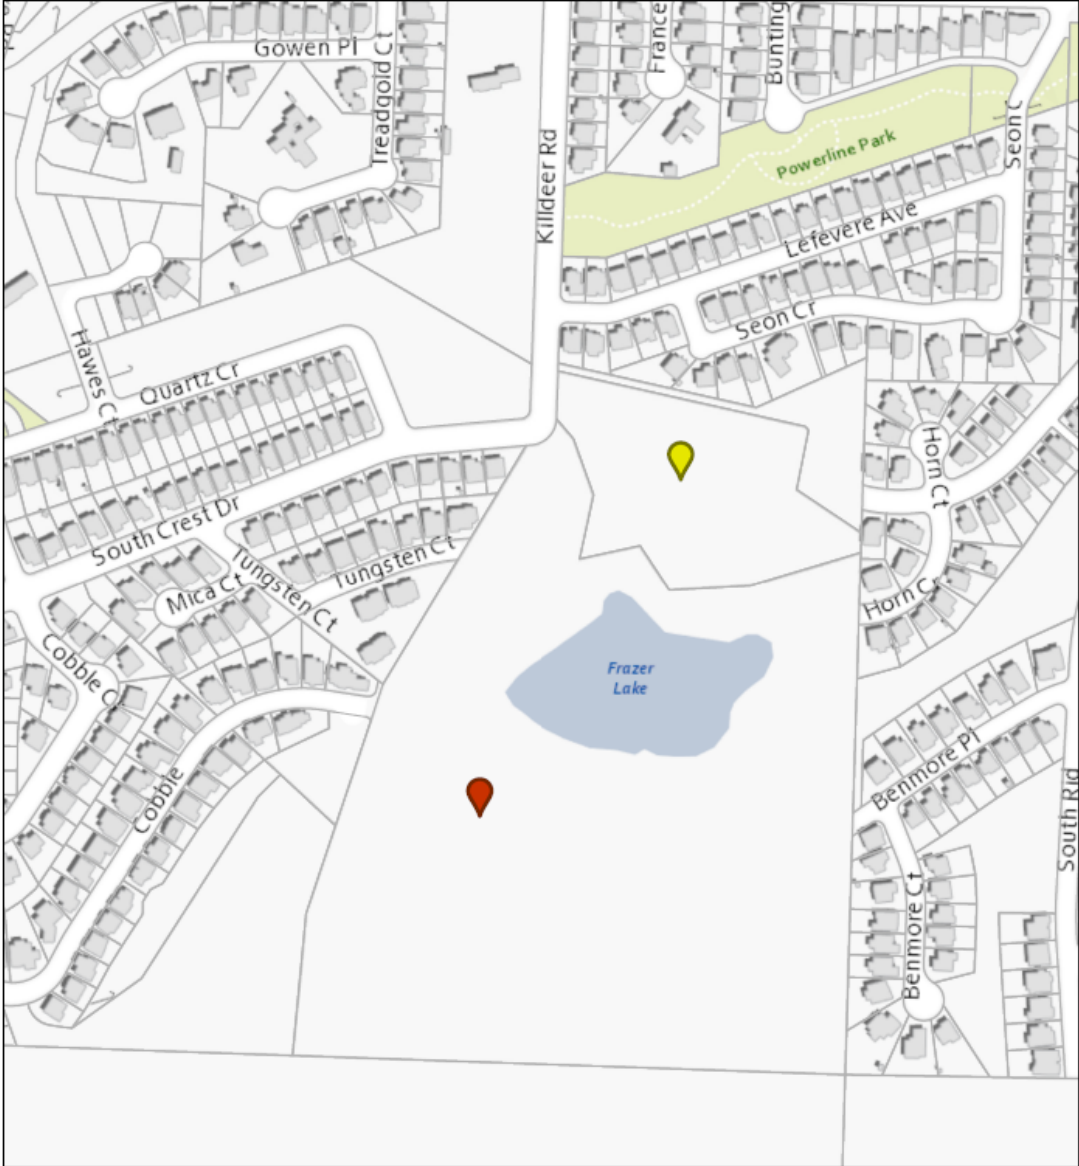 Gowen Pl
Treadgold Ct
France
Bunting
Killdeer Rd
Powerline Park
Seon C
Lefevere Ave
Seon Cr
Hawes Ct
Quartz Cr
Horn Ct
South Crest Dr
Tungsten Ct
Tungsten Ct
Mica Ct
Horn Cr
Cobble C
Frazer
Lake
Benmore Pl
Cobble
South Rid
Benmore Ct